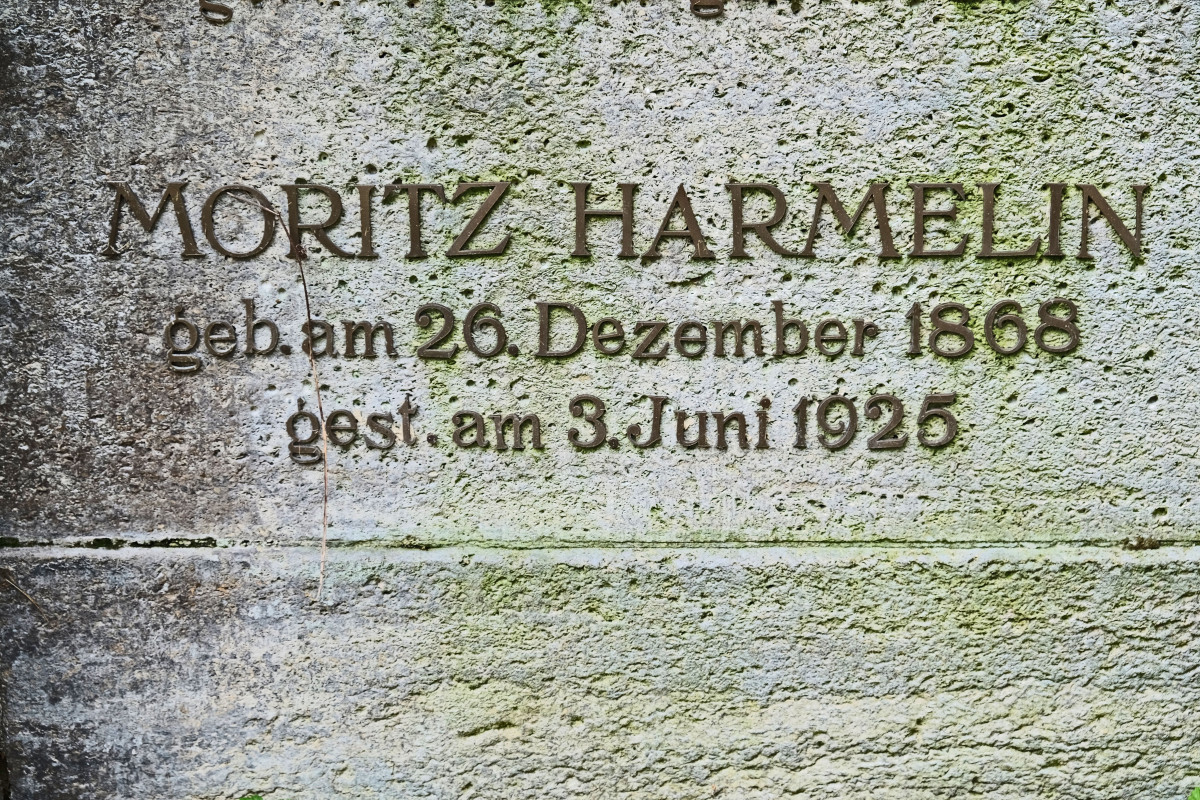 MORITZ HARMELIN
geb. am 26. Dezember 1868
gest. am 3. Juni 1925